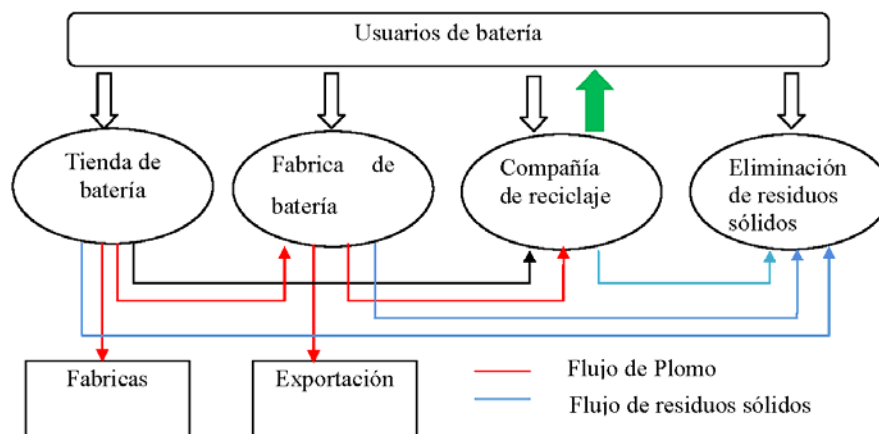 Usuarios de batería
Tienda de
batería
Fabrica de
batería
Compañía
de reciclaje
Eliminación
de residuos
sólidos
Fabricas
Exportación
Flujo de Plomo
Flujo de residuos sólidos